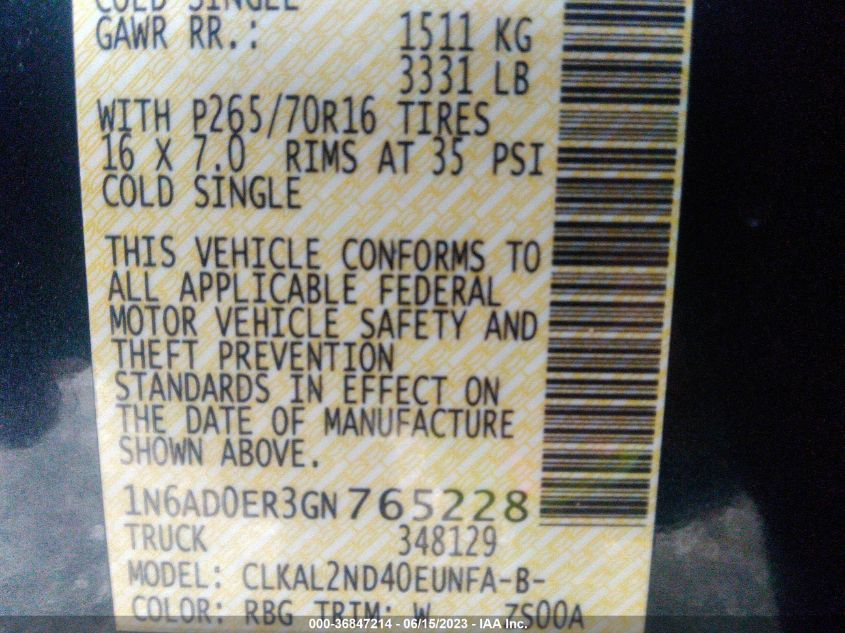 COLD SINGLE
GAWR RR.: 1511 KG
3331 LB
WITH P265/70R16 TIRES
16 X 7.0 RIMS AT 35 PSI
COLD SINGLE
THIS VEHICLE CONFORMS TO
ALL APPLICABLE FEDERAL
MOTOR VEHICLE SAFETY AND
THEFT PREVENTION
STANDARDS IN EFFECT ON
THE DATE OF MANUFACTURE
SHOWN ABOVE.
1N6AD0ER3GN765228
TRUCK 348129
MODEL: CLKAL2ND40EUNFA-B-
COLOR: RBG TRIM: W ZS00A
000-36847214 - 06/15/2023 - IAA Inc.